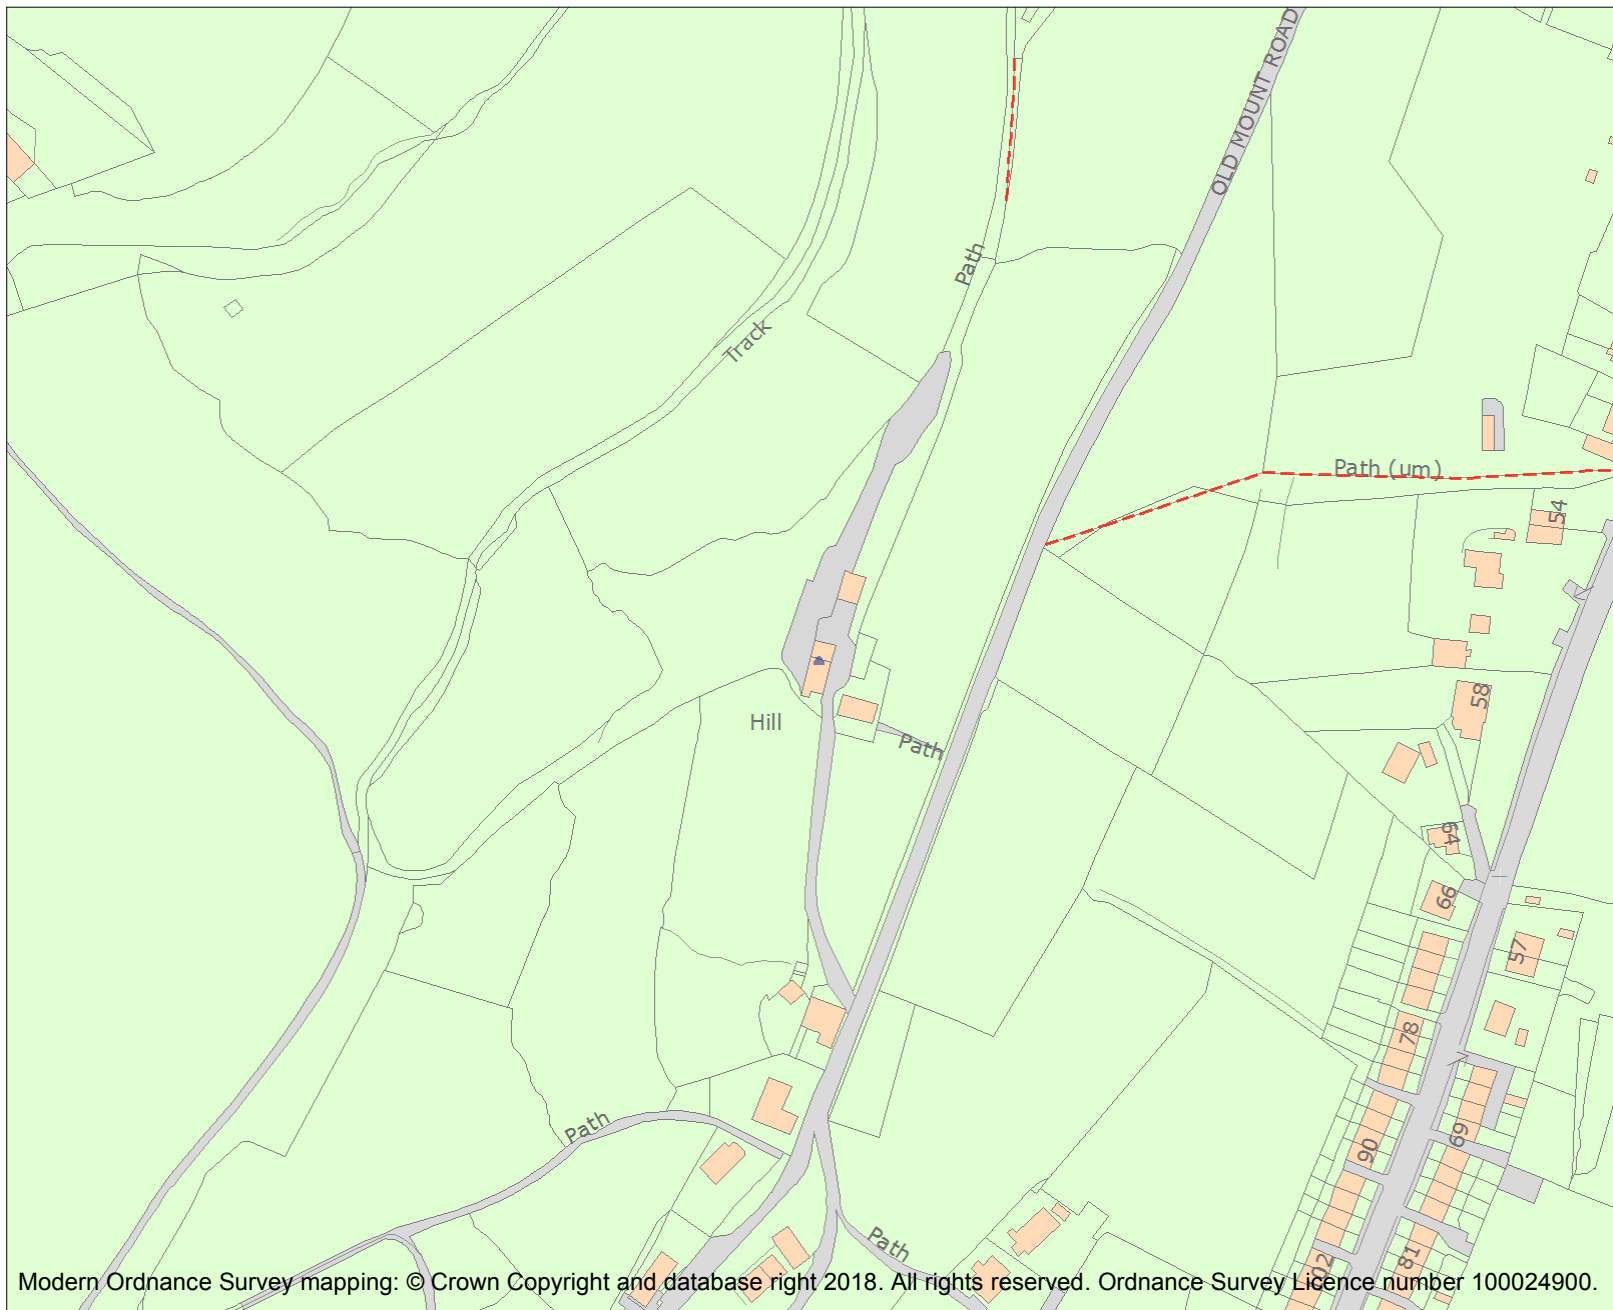 OLD MOUNT ROAD
Path
Track
Path (um)
54
58
Hill
Path
64
66
57
78
Path
90
69
Path
81
102
Modern Ordnance Survey mapping: © Crown Copyright and database right 2018. All rights reserved. Ordnance Survey Licence number 100024900.